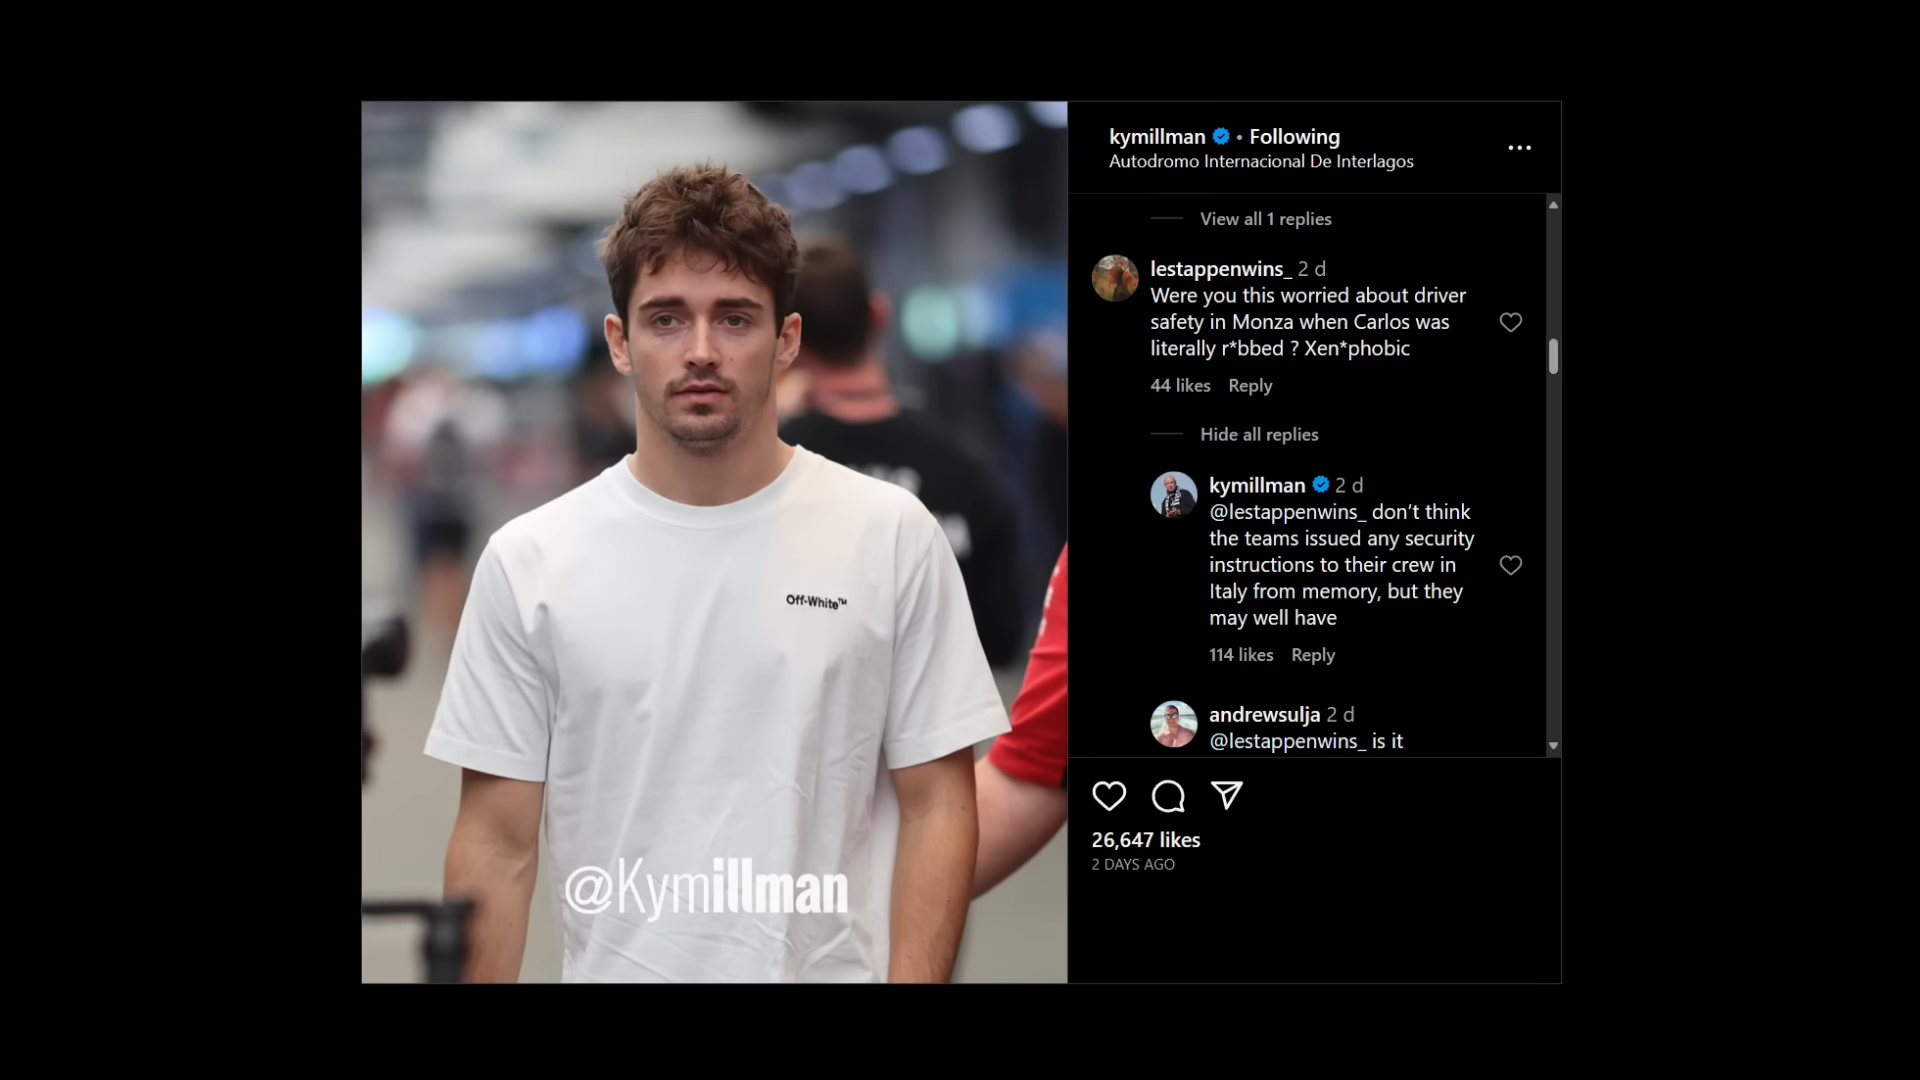 Off-White™
@Kymillman
kymillman • Following
Autodromo Internacional De Interlagos
View all 1 replies
lestappenwins_ 2 d
Were you this worried about driver
safety in Monza when Carlos was
literally r*bbed ? Xen*phobic
44 likes Reply
Hide all replies
kymillman 2 d
@lestappenwins_ don’t think
the teams issued any security
instructions to their crew in
Italy from memory, but they
may well have
114 likes Reply
andrewsulja 2 d
@lestappenwins_ is it
26,647 likes
2 DAYS AGO